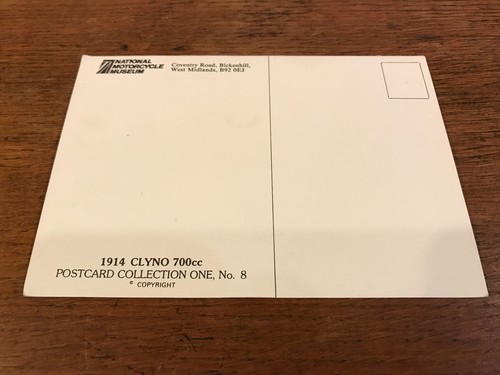 NATIONAL
MOTORCYCLE
MUSEUM
Coventry Road, Bickenhill,
West Midlands, B92 0EJ
1914 CLYNO 700cc
POSTCARD COLLECTION ONE, No. 8
© COPYRIGHT